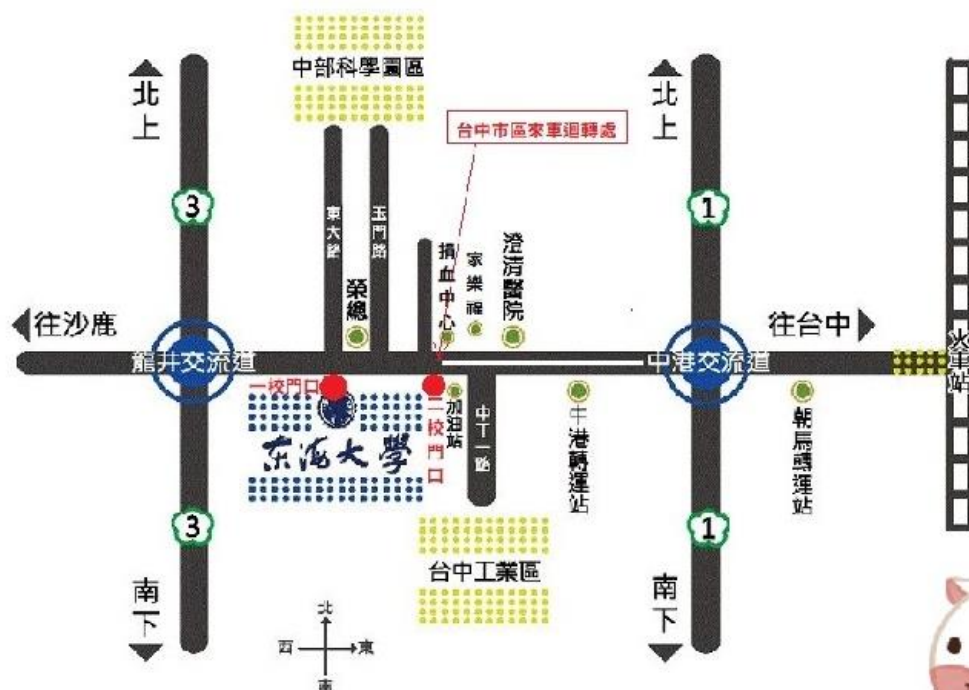 中部科學園區
北上
北上
台中市區來車迴轉處
3
1
東大路
玉門路
榮總
捐血中心
家樂福
澄清醫院
往沙鹿
往台中
龍井交流道
中港交流道
火車站
一校門口
二校門口
加油站
中工一路
中港轉運站
朝馬轉運站
东海大學
3
1
台中工業區
南下
南下
北
西
東
南